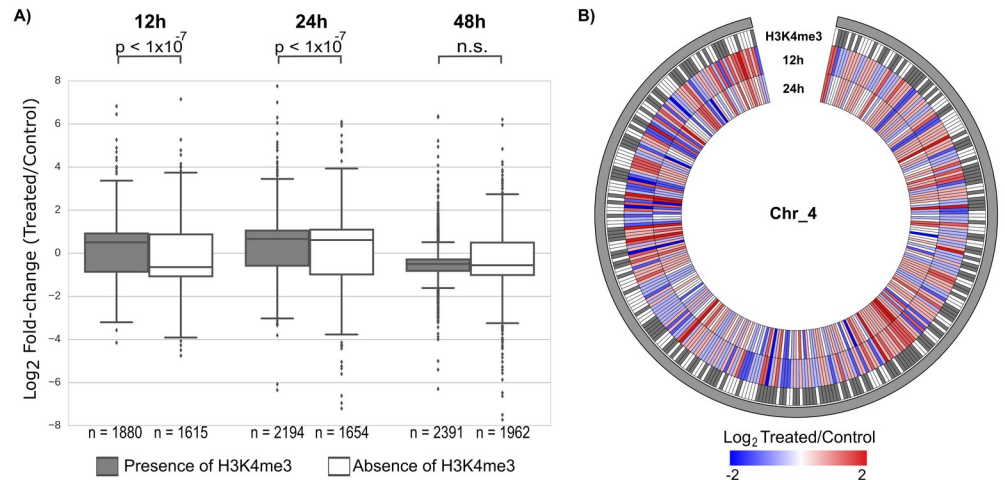 A)
12h
24h
48h
p < 1x10-7
p < 1x10-7
n.s.
Log2 Fold-change (Treated/Control)
8
6
4
2
0
−2
−4
−6
−8
n = 1880
n = 1615
n = 2194
n = 1654
n = 2391
n = 1962
Presence of H3K4me3
Absence of H3K4me3
B)
H3K4me3
12h
24h
Chr_4
Log2 Treated/Control
-2
2